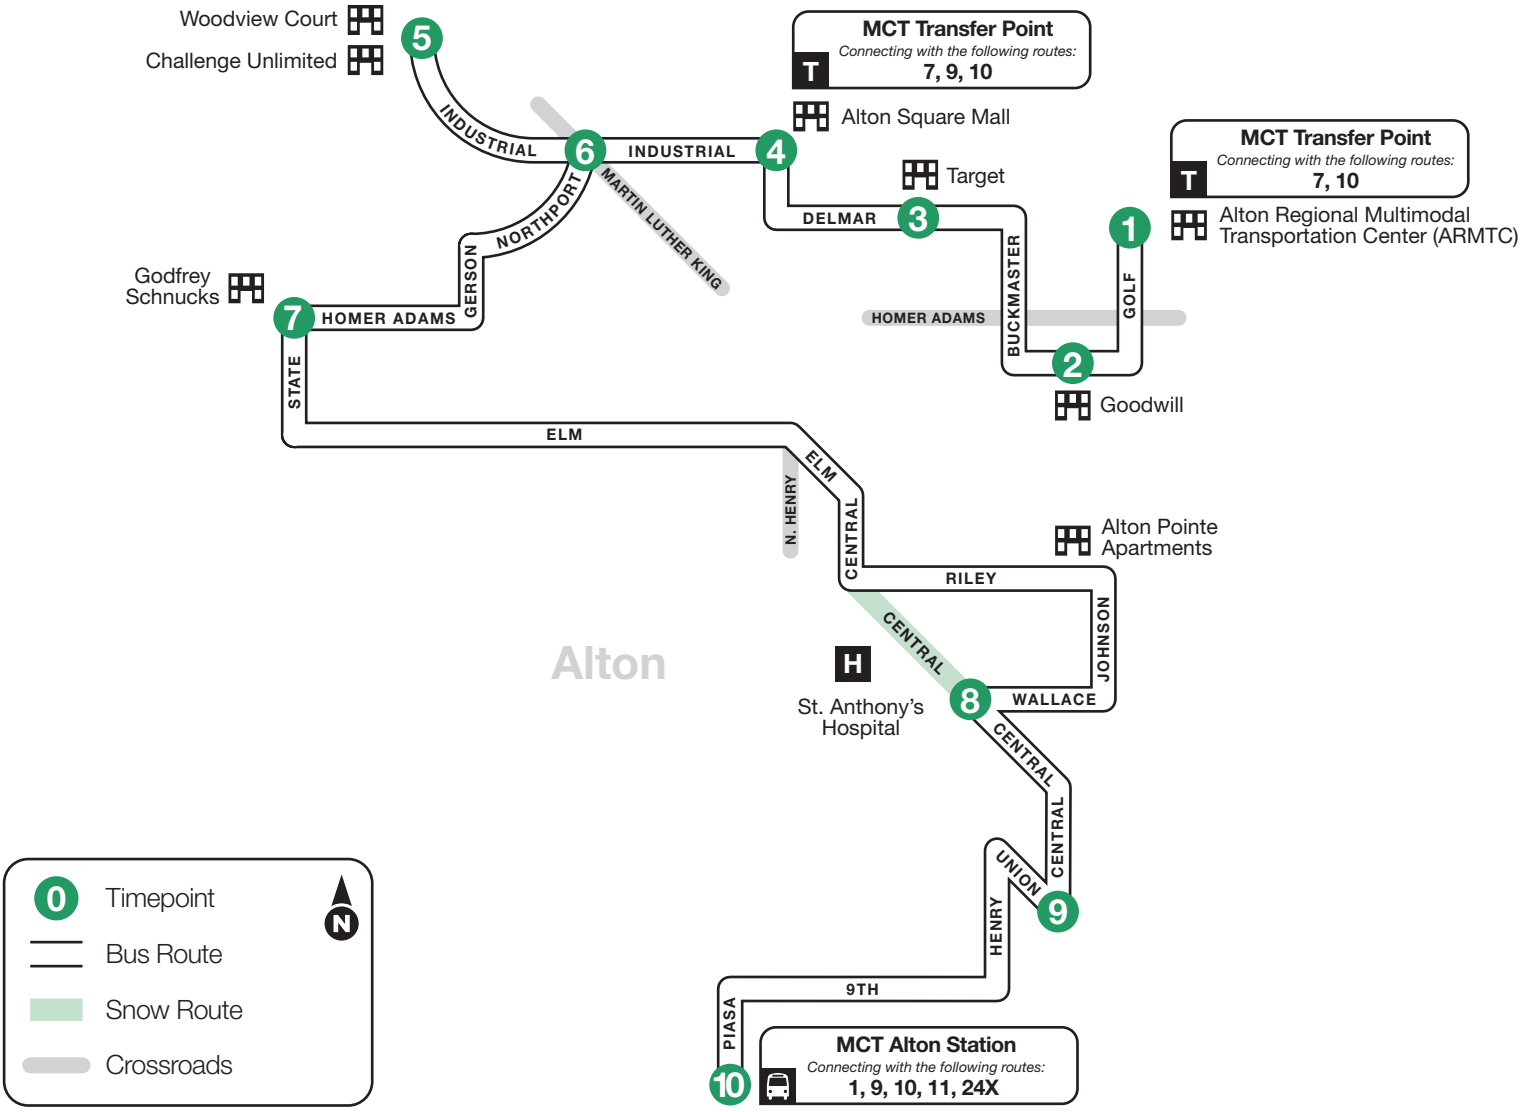 Woodview Court
Challenge Unlimited
5
MCT Transfer Point
Connecting with the following routes:
T
7, 9, 10
Alton Square Mall
INDUSTRIAL
6
INDUSTRIAL
4
MCT Transfer Point
Connecting with the following routes:
T
7, 10
Target
Alton Regional Multimodal
Transportation Center (ARMTC)
DELMAR
3
1
NORTHPORT
MARTIN LUTHER KING
GERSON
BUCKMASTER
GOLF
Godfrey
Schnucks
7
HOMER ADAMS
HOMER ADAMS
2
Goodwill
STATE
ELM
ELM
N. HENRY
CENTRAL
Alton Pointe
Apartments
RILEY
JOHNSON
CENTRAL
Alton
H
St. Anthony's
Hospital
8
WALLACE
CENTRAL
CENTRAL
UNION
9
HENRY
9TH
PIASA
10
MCT Alton Station
Connecting with the following routes:
1, 9, 10, 11, 24X
0
Timepoint
N
Bus Route
Snow Route
Crossroads